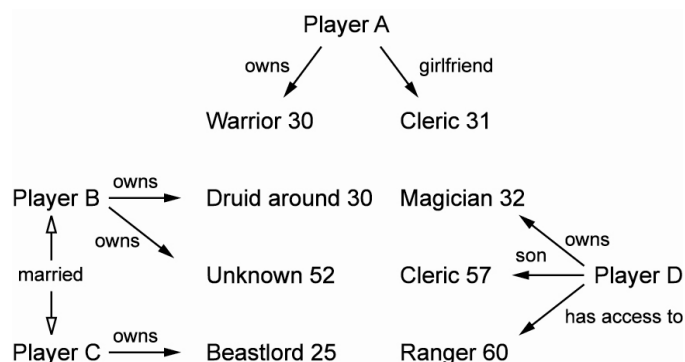 Player A
owns
girlfriend
Warrior 30
Cleric 31
Player B
owns
Druid around 30
Magician 32
owns
owns
married
Unknown 52
Cleric 57
son
Player D
has access to
Player C
owns
Beastlord 25
Ranger 60